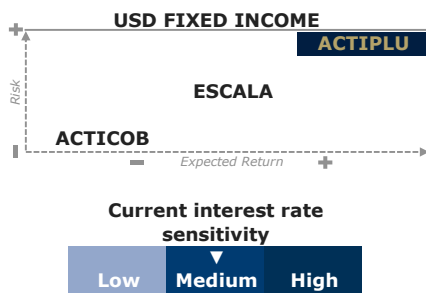 USD FIXED INCOME
ACTIPLU
Risk
ESCALA
ACTICOB
Expected Return
Current interest rate
sensitivity
Low Medium High